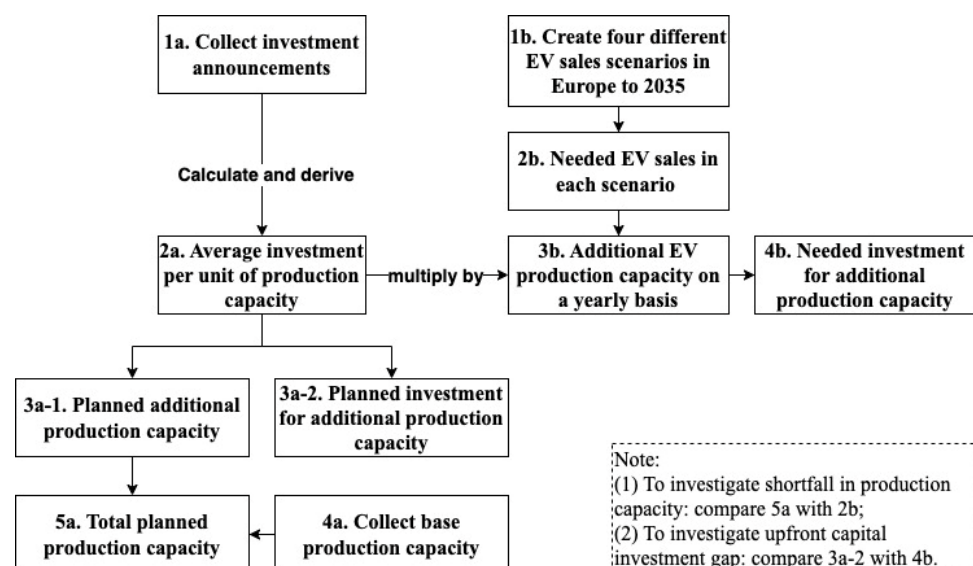 1a. Collect investment
announcements
1b. Create four different
EV sales scenarios in
Europe to 2035
Calculate and derive
2b. Needed EV sales in
each scenario
2a. Average investment
per unit of production
capacity
multiply by
3b. Additional EV
production capacity on
a yearly basis
4b. Needed investment
for additional
production capacity
3a-1. Planned additional
production capacity
3a-2. Planned investment
for additional production
capacity
5a. Total planned
production capacity
4a. Collect base
production capacity
Note:
(1) To investigate shortfall in production
capacity: compare 5a with 2b;
(2) To investigate upfront capital
investment gap: compare 3a-2 with 4b.